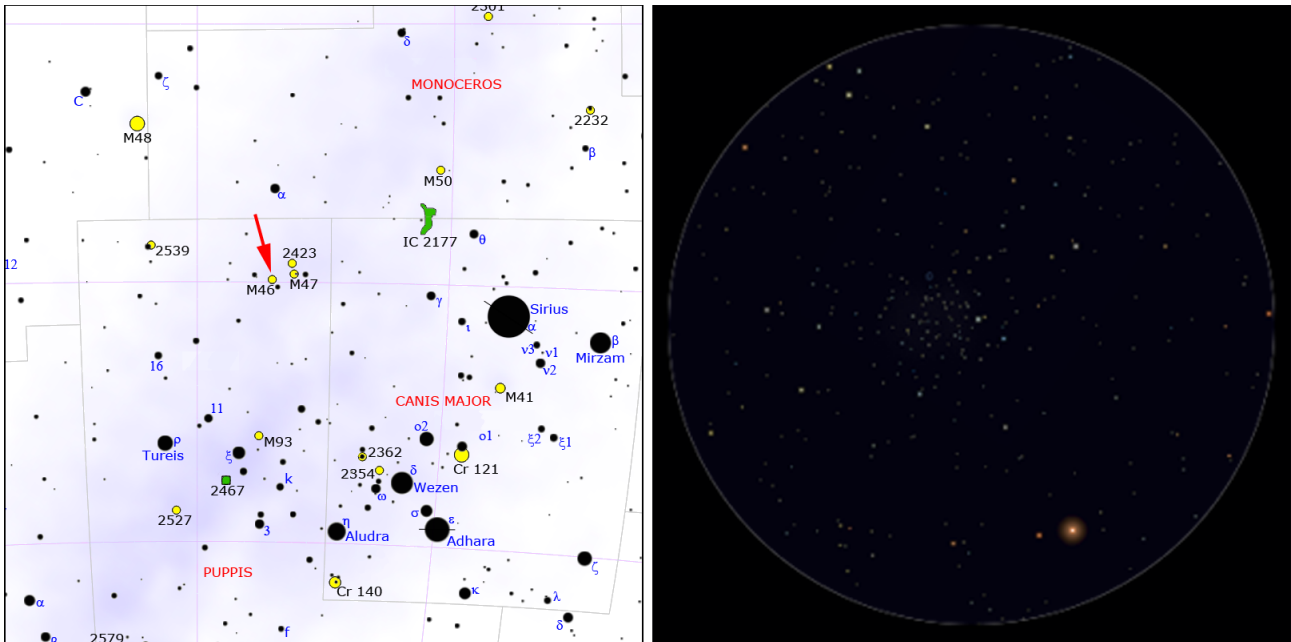 2301
δ
MONOCEROS
ζ
C
2232
M48
β
M50
α
IC 2177
θ
2539
2423
12
M46
M47
γ
Sirius
ι
α
β
ν3
ν1
Mirzam
ν2
16
M41
CANIS MAJOR
11
ο2
ο1
ξ2
ξ1
ρ
M93
Tureis
ξ
2362
Cr 121
2354
δ
k
Wezen
2467
ω
2527
σ
ε
3
η
Aludra
Adhara
ζ
PUPPIS
Cr 140
κ
λ
α
δ
f
2579